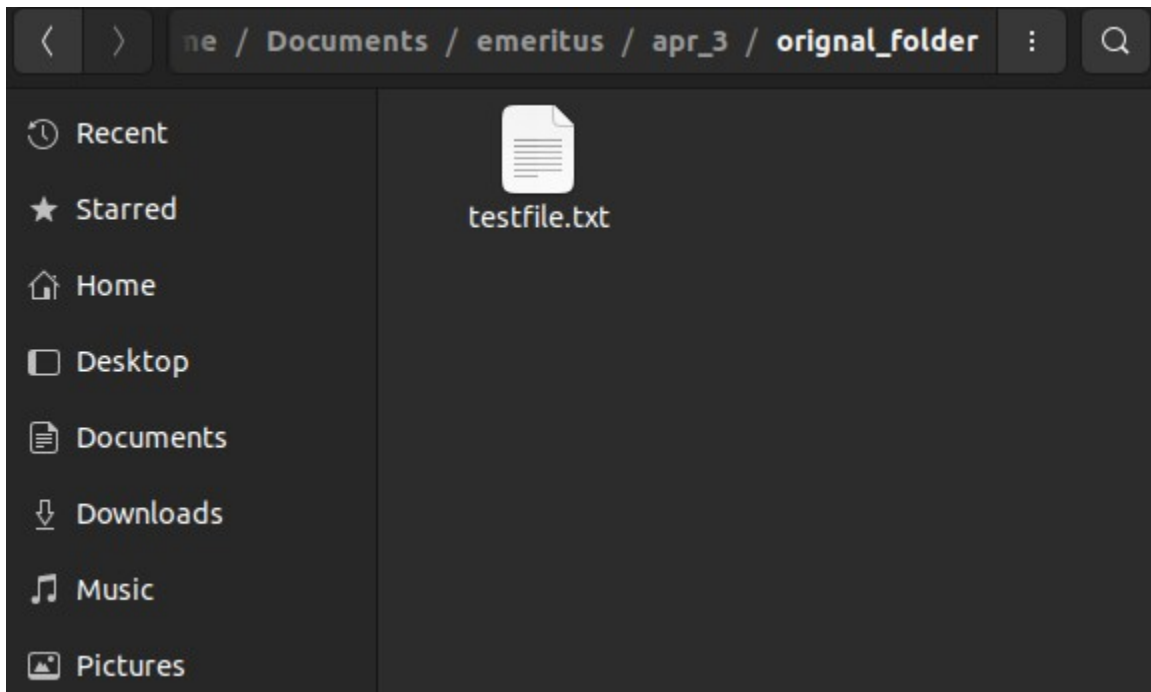 ne / Documents / emeritus / apr_3 / orignal_folder
Recent
testfile.txt
Starred
Home
Desktop
Documents
Downloads
Music
Pictures